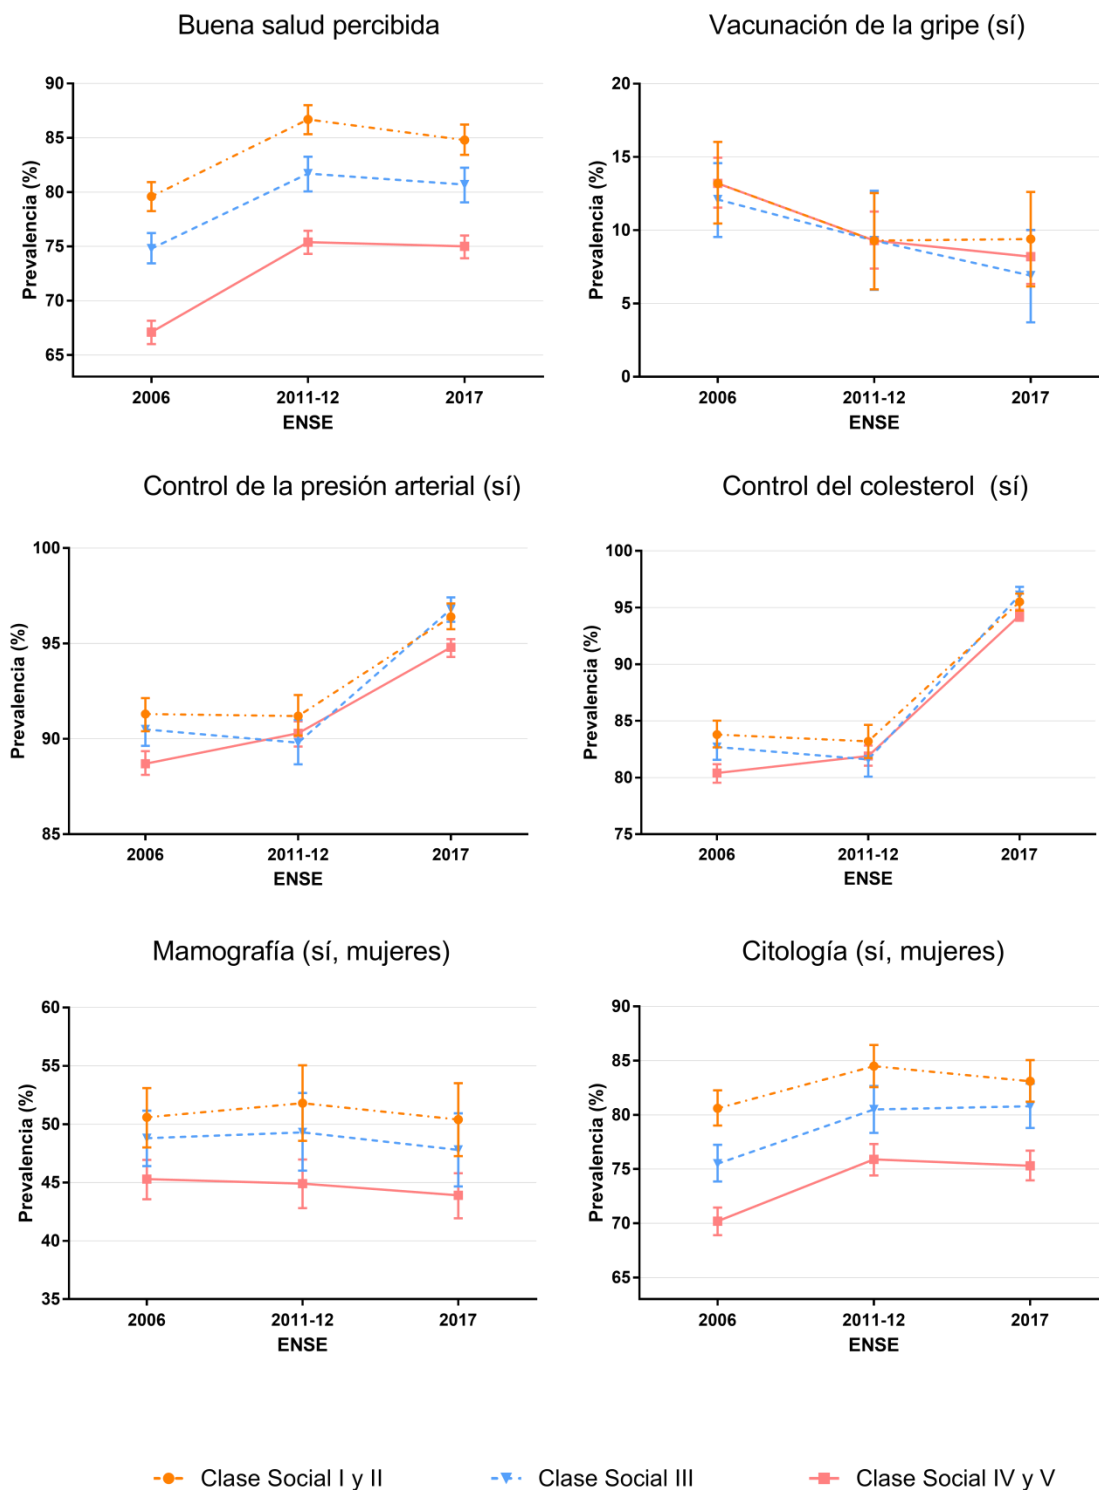 Buena salud percibida
Prevalencia (%)
90
85
80
75
70
65
2006
2011-12
2017
ENSE
Vacunación de la gripe (sí)
Prevalencia (%)
20
15
10
5
0
2006
2011-12
2017
ENSE
Control de la presión arterial (sí)
Prevalencia (%)
100
95
90
85
2006
2011-12
2017
ENSE
Control del colesterol (sí)
Prevalencia (%)
100
95
90
85
80
75
2006
2011-12
2017
ENSE
Mamografía (sí, mujeres)
Prevalencia (%)
60
55
50
45
40
35
2006
2011-12
2017
ENSE
Citología (sí, mujeres)
Prevalencia (%)
90
85
80
75
70
65
2006
2011-12
2017
ENSE
Clase Social I y II
Clase Social III
Clase Social IV y V